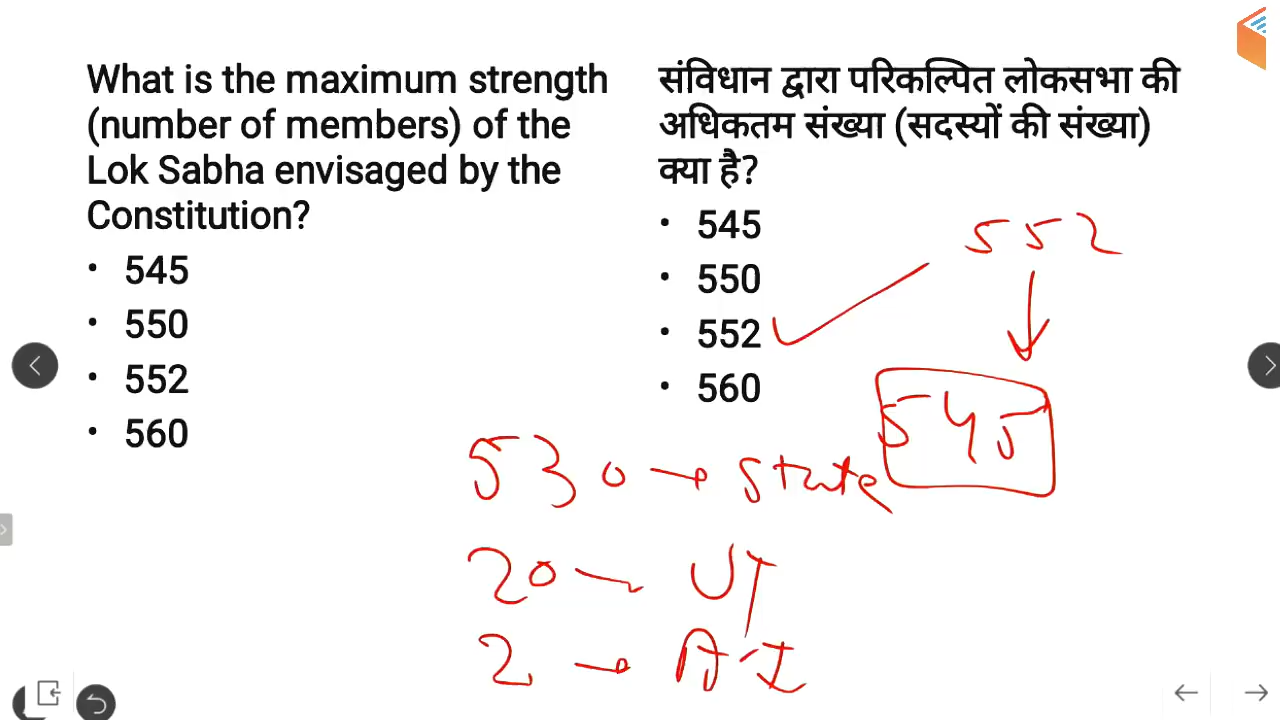 What is the maximum strength
(number of members) of the
Lok Sabha envisaged by the
Constitution?
• 545
• 550
• 552
• 560
संविधान द्वारा परिकल्पित लोकसभा की
अधिकतम संख्या (सदस्यों की संख्या)
क्या है?
• 545
• 550
• 552
• 560
552
545
530 → State
20 → UT
2 → A.I